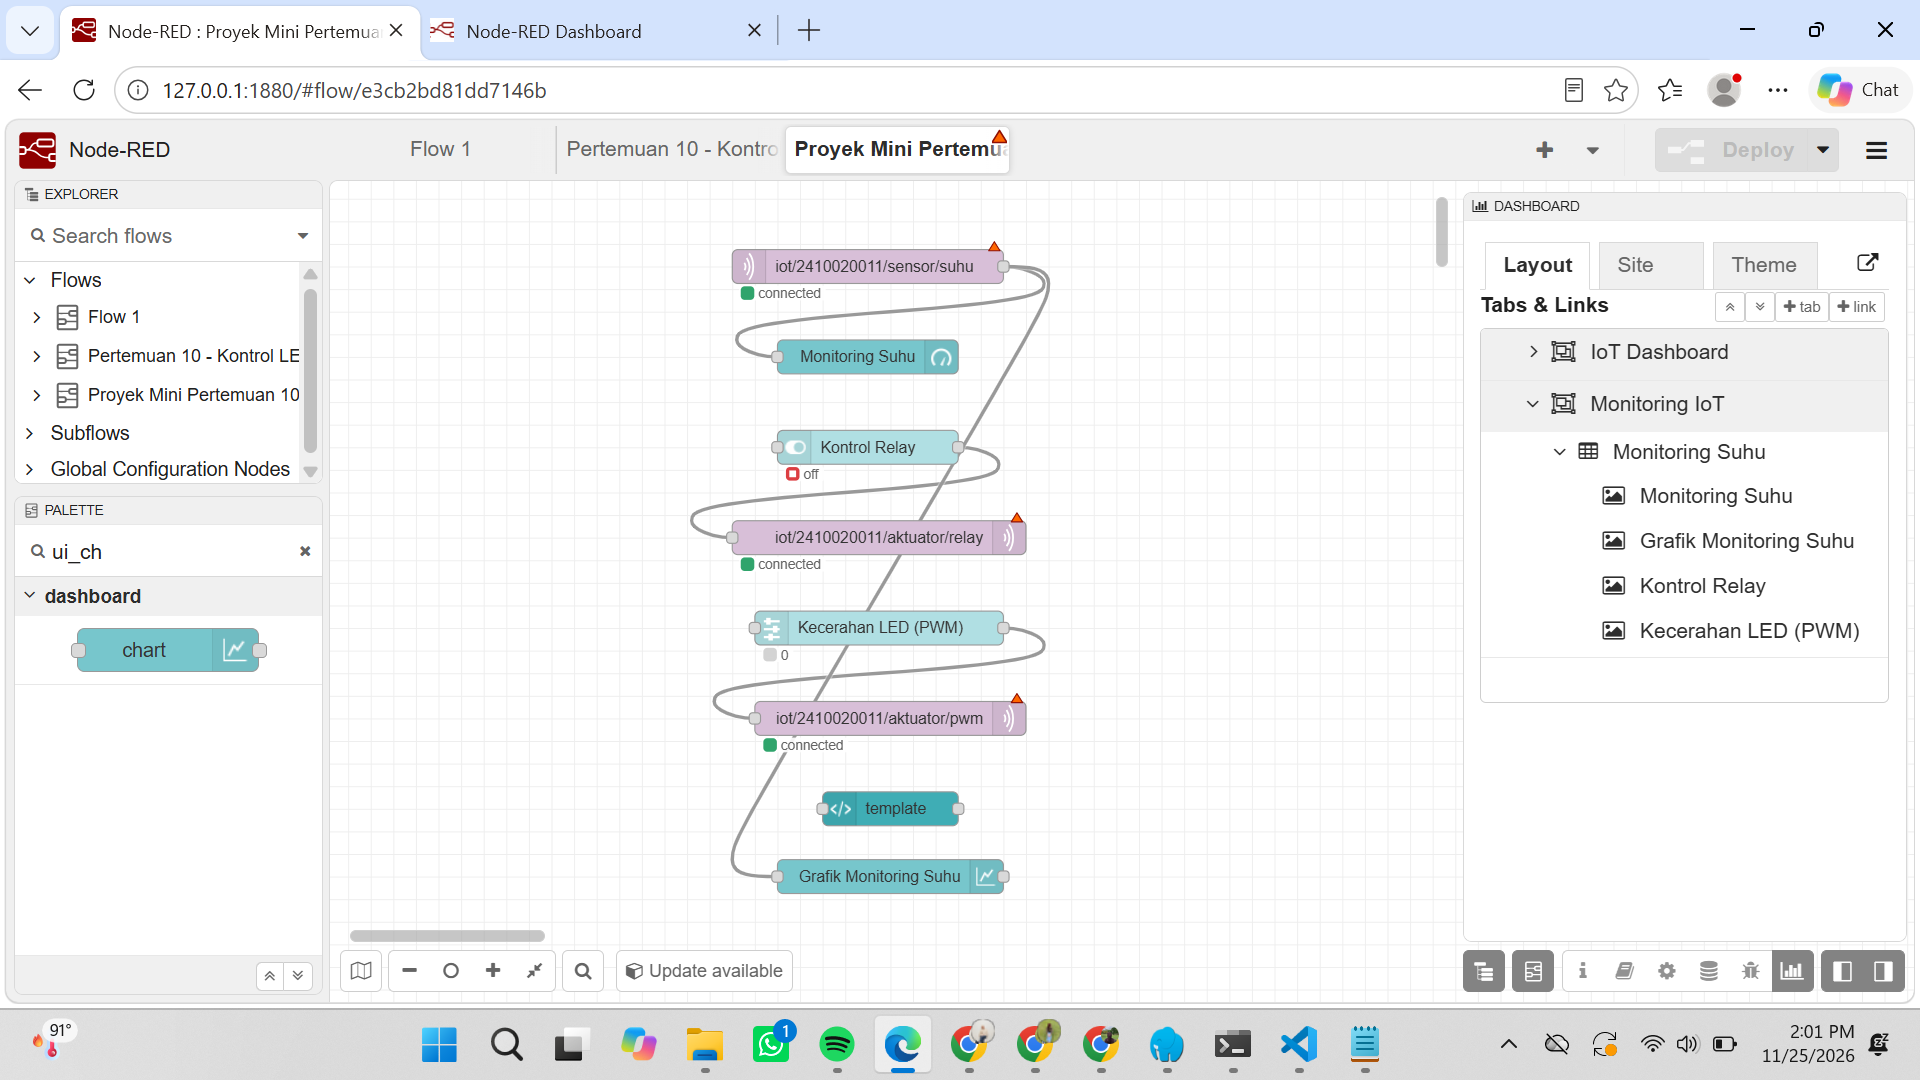 Node-RED : Proyek Mini Pertemua
Node-RED Dashboard
127.0.0.1:1880/#flow/e3cb2bd81dd7146b
Chat
Node-RED
Flow 1
Pertemuan 10 - Kontro
Proyek Mini Pertemu
Deploy
EXPLORER
Search flows
Flows
Flow 1
Pertemuan 10 - Kontrol LE
Proyek Mini Pertemuan 10
Subflows
Global Configuration Nodes
PALETTE
ui_ch
dashboard
chart
iot/2410020011/sensor/suhu
connected
Monitoring Suhu
Kontrol Relay
off
iot/2410020011/aktuator/relay
connected
Kecerahan LED (PWM)
0
iot/2410020011/aktuator/pwm
connected
template
Grafik Monitoring Suhu
Update available
DASHBOARD
Layout
Site
Theme
Tabs & Links
tab
link
IoT Dashboard
Monitoring IoT
Monitoring Suhu
Monitoring Suhu
Grafik Monitoring Suhu
Kontrol Relay
Kecerahan LED (PWM)
91°
1
2:01 PM
11/25/2026